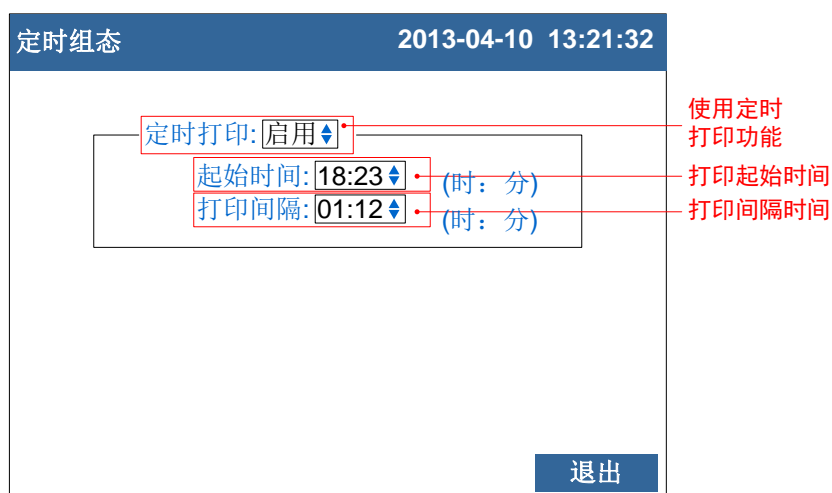 定时组态 2013-04-10 13:21:32
使用定时
打印功能
定时打印: 启用
起始时间: 18:23 (时：分)
打印起始时间
打印间隔: 01:12 (时：分)
打印间隔时间
退出